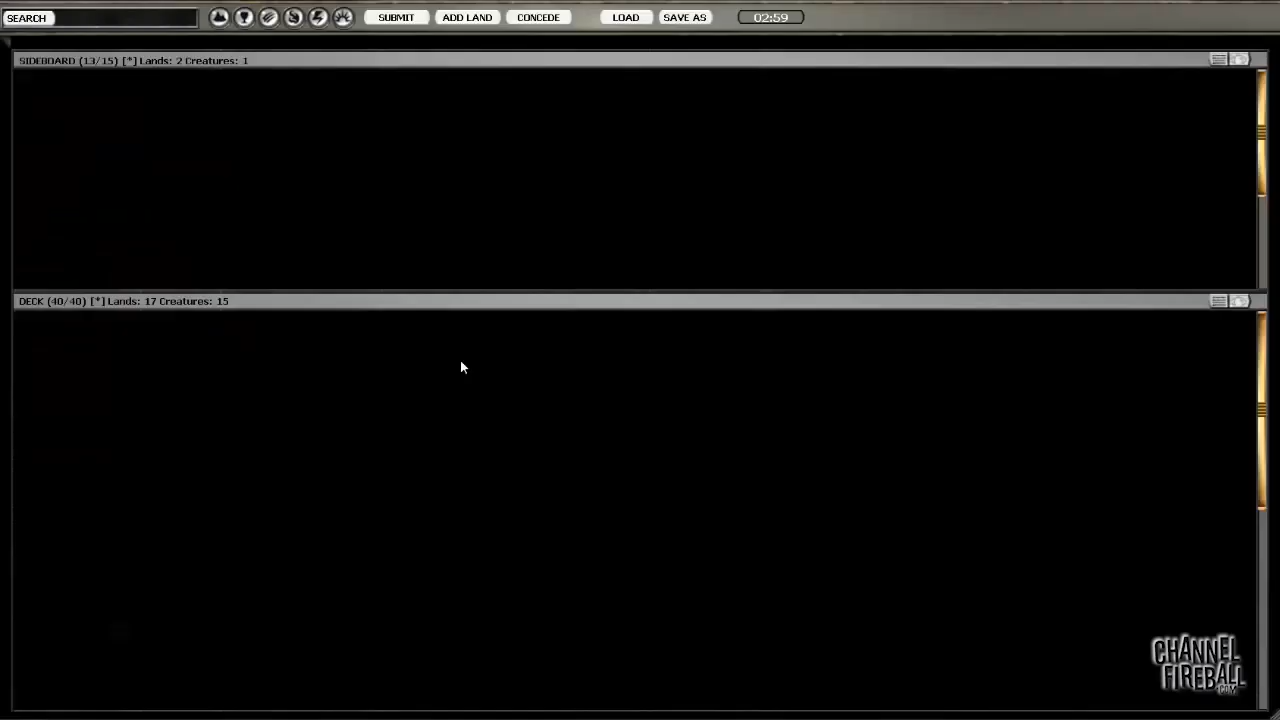 SEARCH
SUBMIT
ADD LAND
CONCEDE
LOAD
SAVE AS
02:59
SIDEBOARD (13/15) [*] Lands: 2 Creatures: 1
DECK (40/40) [*] Lands: 17 Creatures: 15
CHANNEL
FIREBALL
.COM